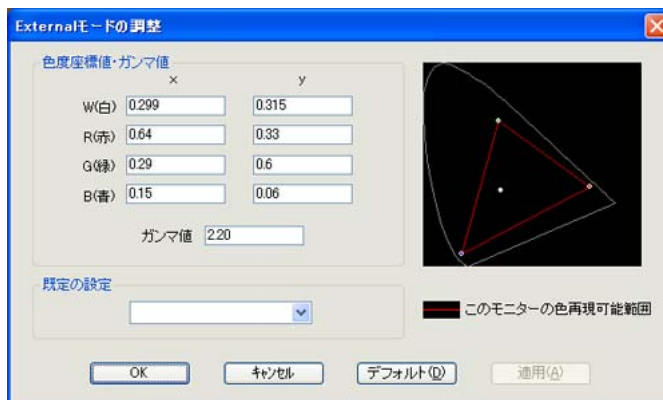 Externalモードの調整
色度座標値・ガンマ値
x y
W(白) 0.299 0.315
R(赤) 0.64 0.33
G(緑) 0.29 0.6
B(青) 0.15 0.06
ガンマ値 2.20
既定の設定
このモニターの色再現可能範囲
OK キャンセル デフォルト(D) 適用(A)